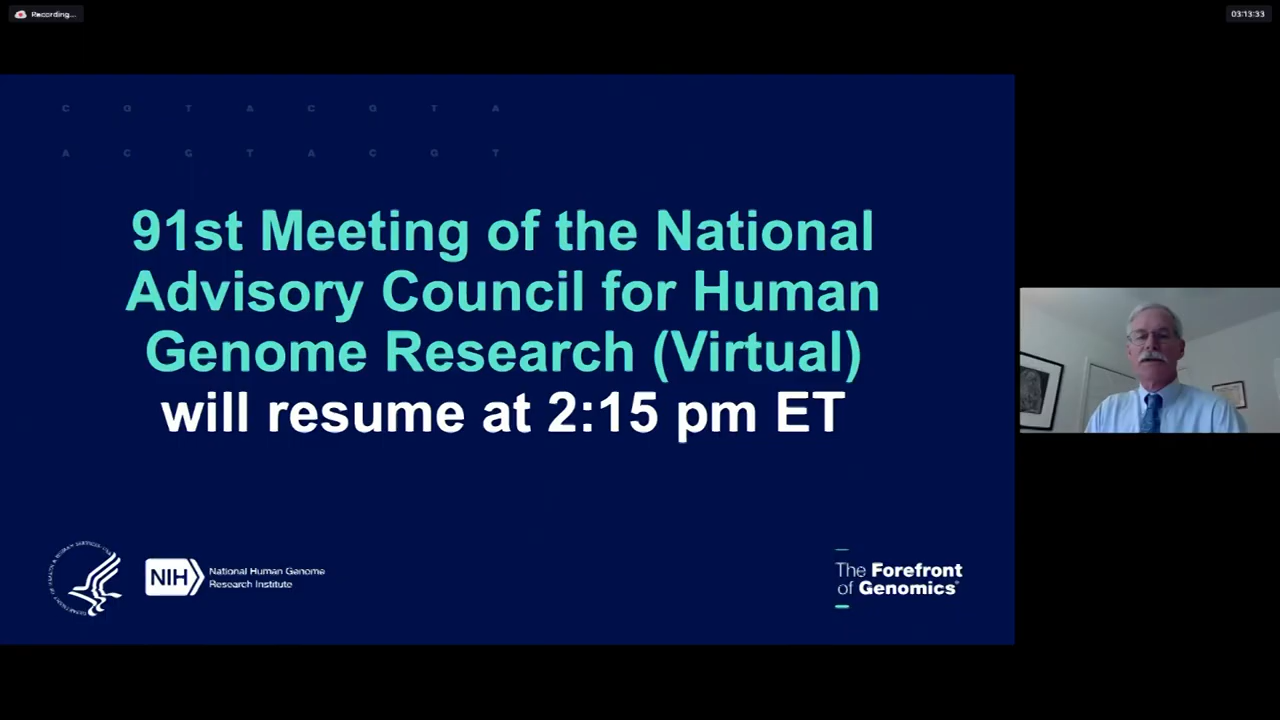 Recording...
03:13:33
C G T A C G T A
A C G T A C G T
91st Meeting of the National
Advisory Council for Human
Genome Research (Virtual)
will resume at 2:15 pm ET
NIH
National Human Genome
Research Institute
The Forefront
of Genomics®